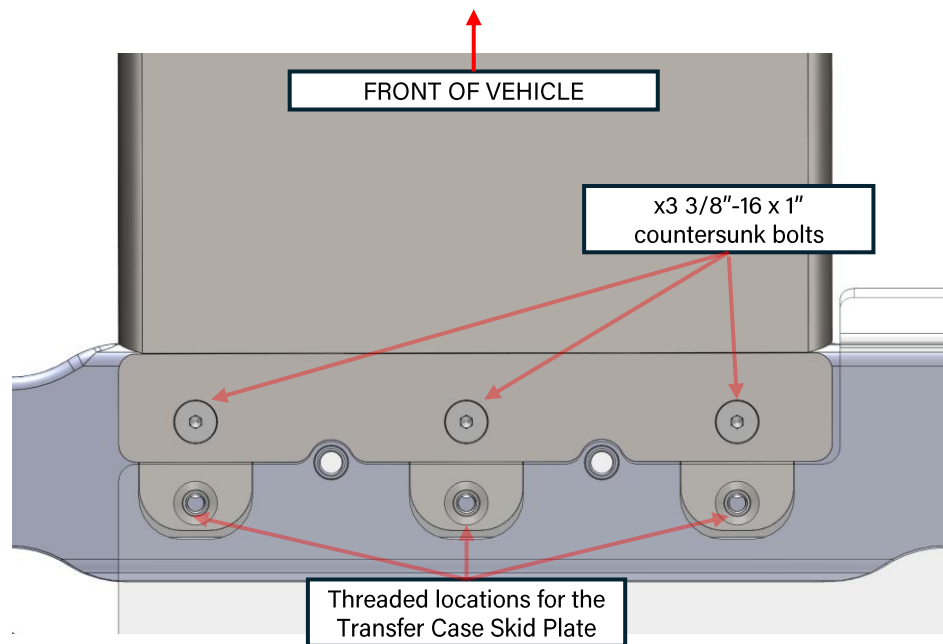 FRONT OF VEHICLE
x3 3/8"-16 x 1"
countersunk bolts
Threaded locations for the
Transfer Case Skid Plate